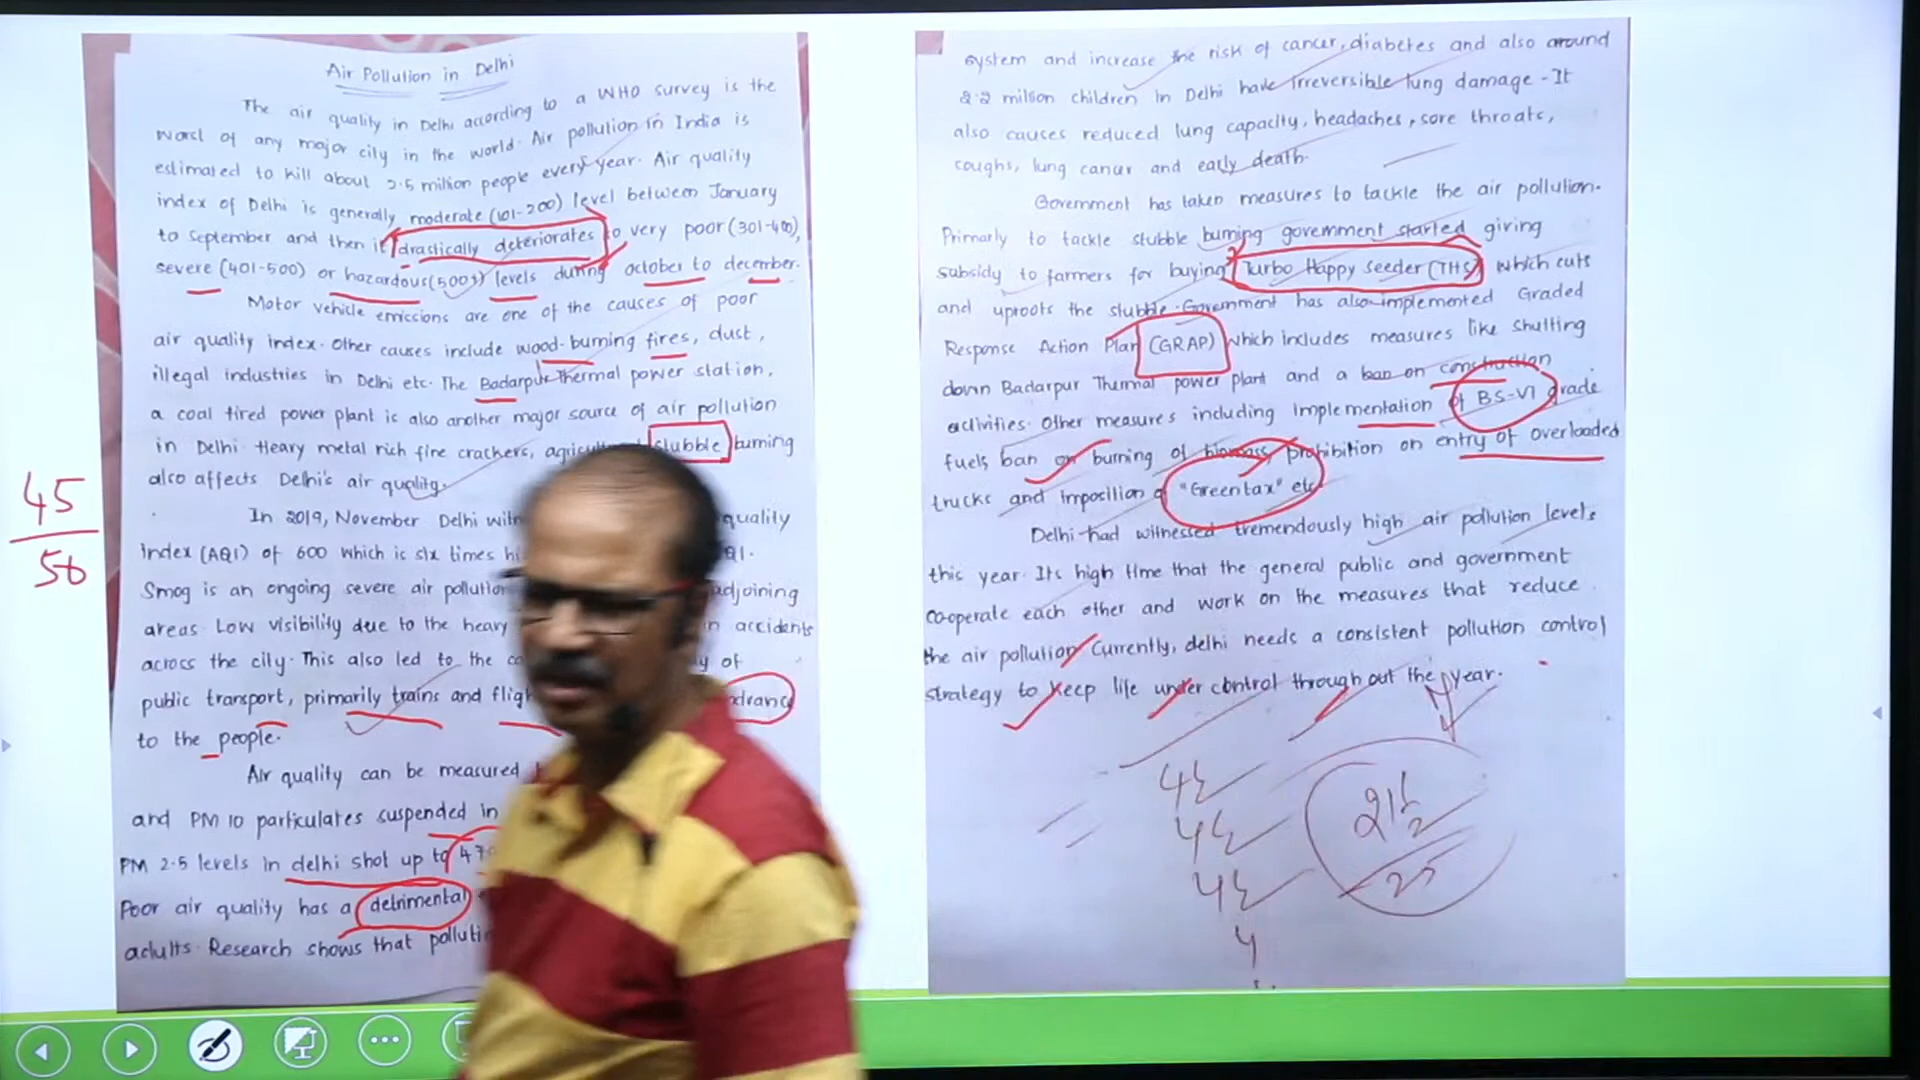 Air Pollution in Delhi
The air quality in Delhi according to a WHO survey is the
worst of any major city in the world. Air pollution in India is
estimated to kill about 2.5 million people every year. Air quality
index of Delhi is generally moderate (101-200) level between January
to September and then it drastically deteriorates to very poor (301-400),
severe (401-500) or hazardous (500+) levels during october to december.
Motor vehicle emissions are one of the causes of poor
air quality index. Other causes include wood-burning fires, dust,
illegal industries in Delhi etc. The Badarpur Thermal power station,
a coal fired power plant is also another major source of air pollution
in Delhi. Heavy metal rich fine crackers, stubble burning
also affects Delhi's air quality.
45
50
In 2019, November Delhi quality
index (AQI) of 600 which is six times
Smog is an ongoing severe air adjoining
areas. Low visibility due to the heavy accidents
across the city. This also led to the of
public transport, primarily trains and
to the people.
Air quality can be measured
and PM 10 particulates suspended in
PM 2.5 levels in delhi shot up to
Poor air quality has a detrimental
adults. Research shows that
system and increase the risk of cancer, diabetes and also around
2.2 million children in Delhi have irreversible lung damage. It
also causes reduced lung capacity, headaches, sore throats,
coughs, lung cancer and early death.
Government has taken measures to tackle the air pollution.
Primarly to tackle stubble burning government started giving
subsidy to farmers for buying Turbo Happy Seeder (THS) which cuts
and uproots the stubble. Government has also implemented Graded
Response Action Plan (GRAP) which includes measures like shutting
down Badarpur Thermal power plant and a ban on construction
activities. Other measures including implementation of BS-VI grade
fuels, ban on burning of biomass, prohibition on entry of overloaded
trucks and imposition of "Greentax" etc
Delhi had witnessed tremendously high air pollution levels
this year. Its high time that the general public and government
co-operate each other and work on the measures that reduce
the air pollution. Currently, delhi needs a consistent pollution control
strategy to keep life under control through out the year.
4½
4½
4½
4
21½
25